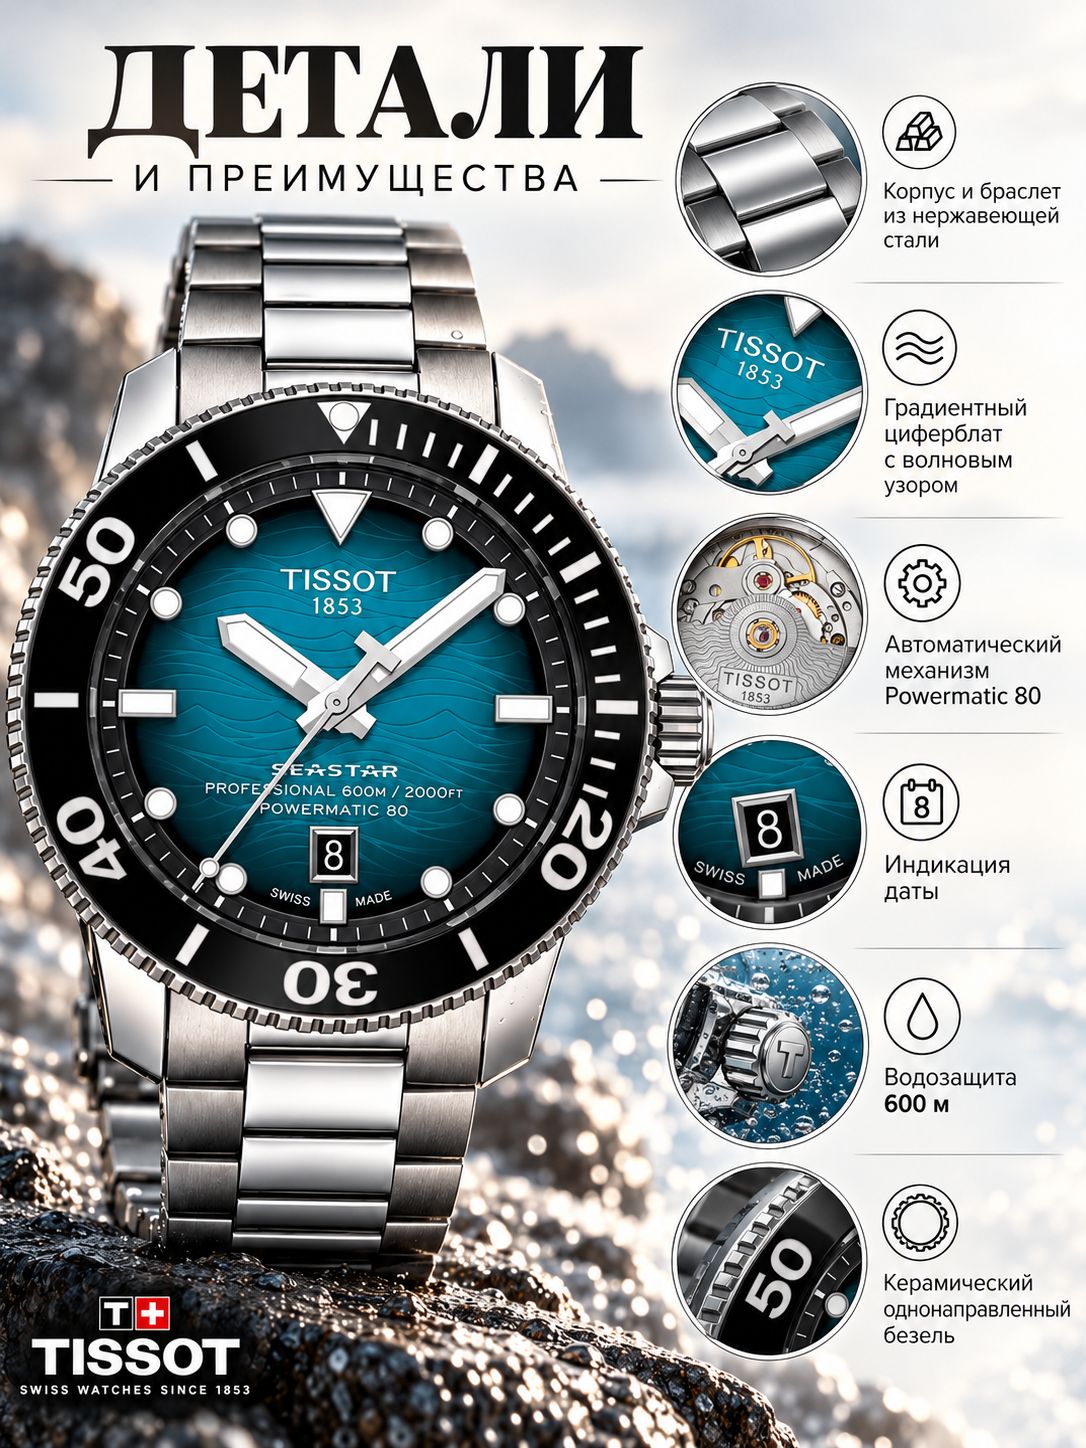 ДЕТАЛИ
И ПРЕИМУЩЕСТВА
50
40
30
20
TISSOT
1853
SEASTAR
PROFESSIONAL 600M / 2000FT
POWERMATIC 80
8
SWISS MADE
Корпус и браслет
из нержавеющей
стали
TISSOT
1853
Градиентный
циферблат
с волновым
узором
TISSOT
1853
Автоматический
механизм
Powermatic 80
8
SWISS MADE
8
Индикация
даты
T
Водозащита
600 м
50
Керамический
однонаправленный
безель
T+
TISSOT
SWISS WATCHES SINCE 1853